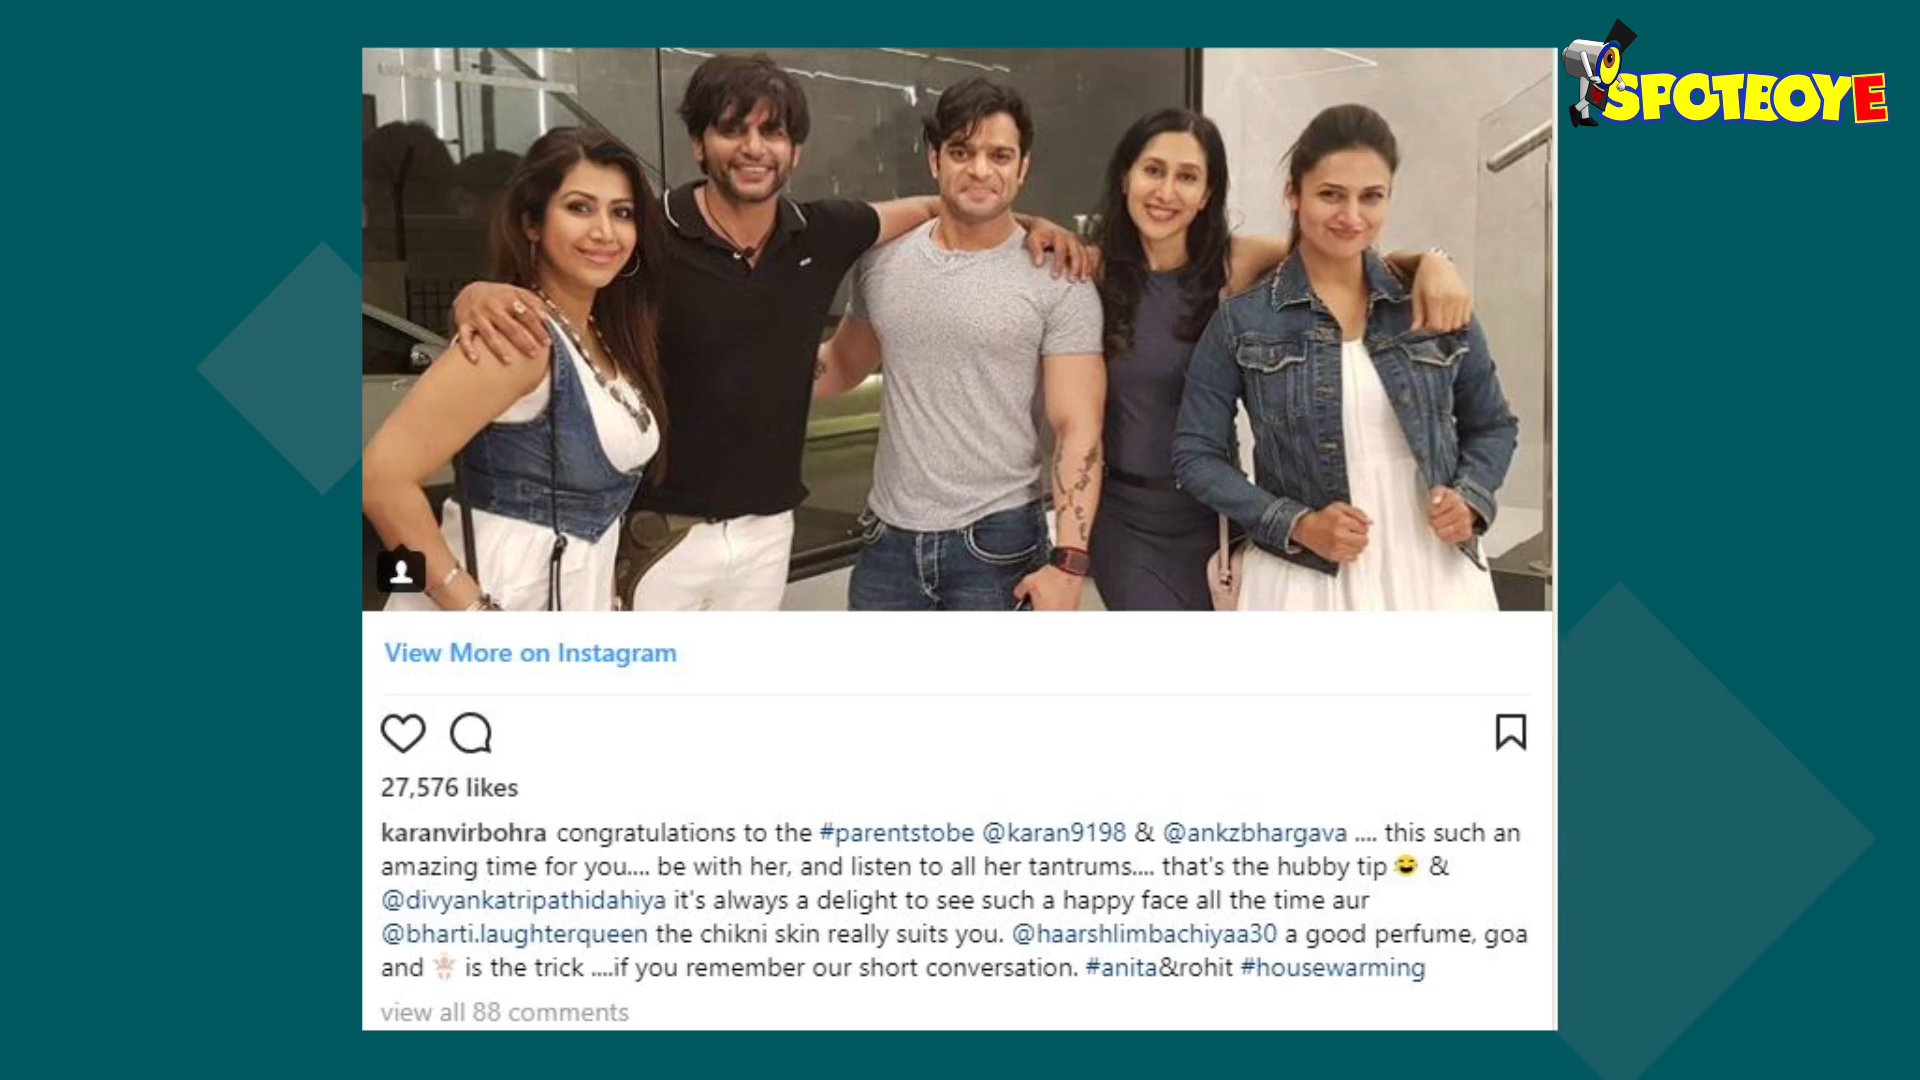 SPOTBOYE
View More on Instagram
27,576 likes
karanvirbohra congratulations to the #parentstobe @karan9198 & @ankzbhargava .... this such an
amazing time for you.... be with her, and listen to all her tantrums.... that's the hubby tip 😂 &
@divyankatripathidahiya it's always a delight to see such a happy face all the time aur
@bharti.laughterqueen the chikni skin really suits you. @haarshlimbachiyaa30 a good perfume, goa
and 👶 is the trick ....if you remember our short conversation. #anita&rohit #housewarming
view all 88 comments